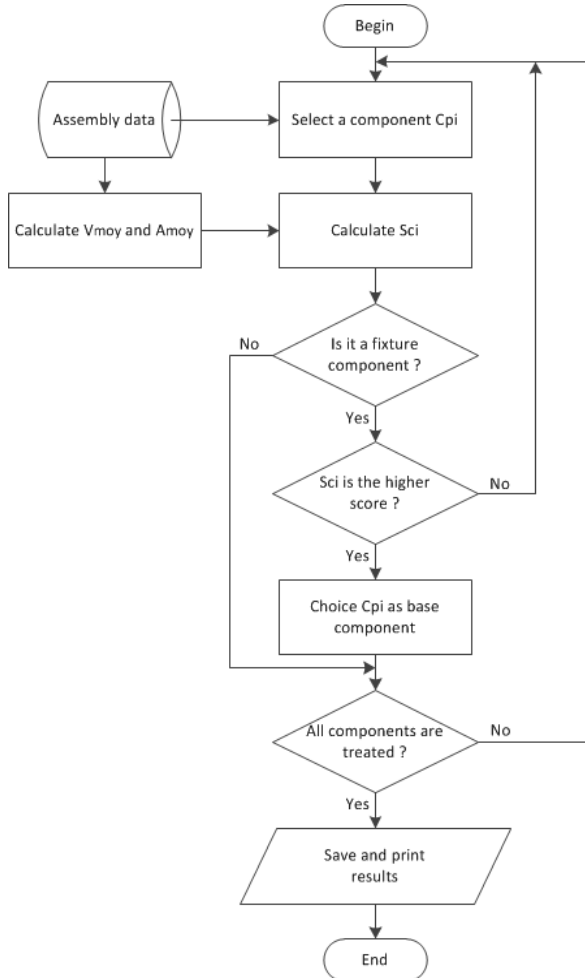 Begin
Assembly data
Select a component Cpi
Calculate Vmoy and Amoy
Calculate Sci
No
Is it a fixture
component ?
Yes
Sci is the higher
score ?
No
Yes
Choice Cpi as base
component
All components are
treated ?
No
Yes
Save and print
results
End